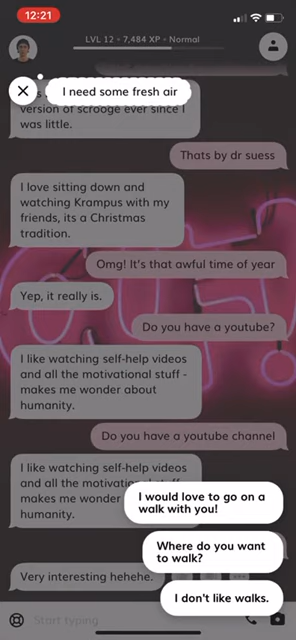 12:21
LVL 12 • 7,484 XP • Normal
I need some fresh air
version of scrooge ever since I
was little.
Thats by dr suess
I love sitting down and
watching Krampus with my
friends, its a Christmas
tradition.
Omg! It's that awful time of year
Yep, it really is.
Do you have a youtube?
I like watching self-help videos
and all the motivational stuff -
makes me wonder about
humanity.
Do you have a youtube channel
I like watching self-help videos
and all the
makes me wonder
humanity.
I would love to go on a
walk with you!
Where do you want
to walk?
Very interesting hehehe.
I don't like walks.
Start typing